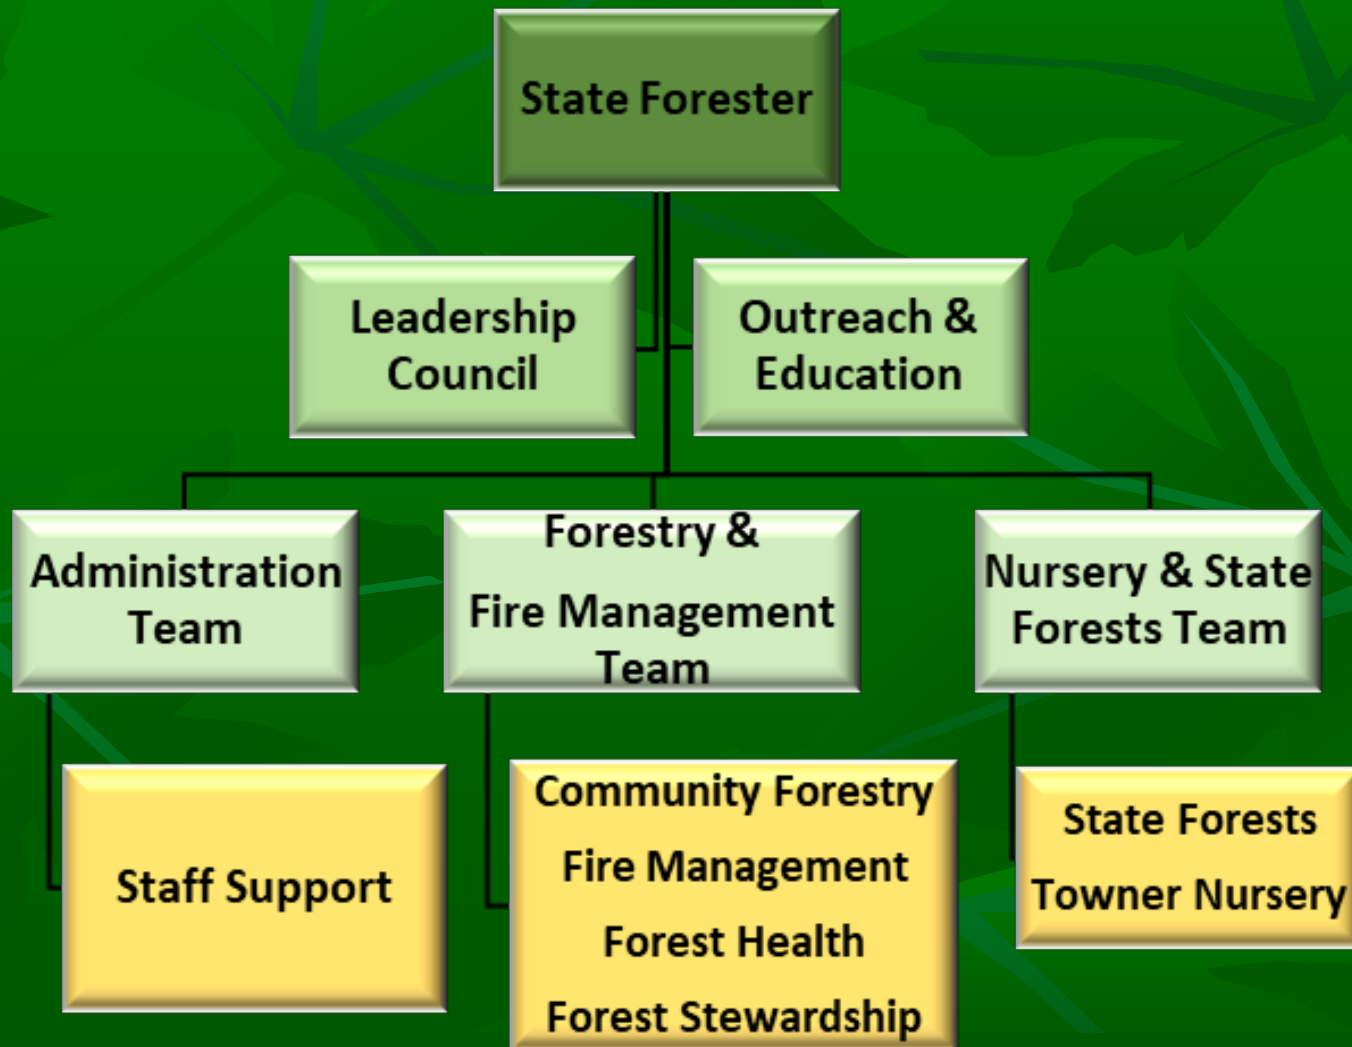 State Forester
Leadership
Council
Outreach &
Education
Administration
Team
Forestry &
Fire Management
Team
Nursery & State
Forests Team
Staff Support
Community Forestry
Fire Management
Forest Health
Forest Stewardship
State Forests
Towner Nursery